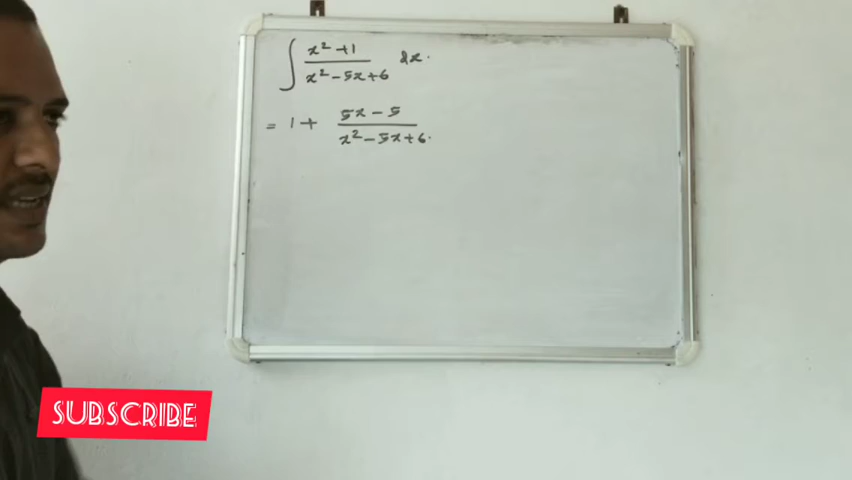 ∫ x² + 1 / x² - 5x + 6 dx.
= 1 + 5x - 5 / x² - 5x + 6.
SUBSCRIBE